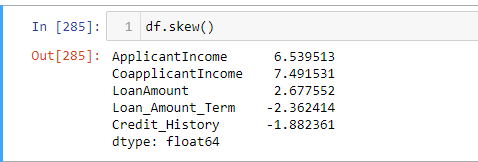 In [285]: 1 df.skew()
Out[285]: ApplicantIncome 6.539513
CoapplicantIncome 7.491531
LoanAmount 2.677552
Loan_Amount_Term -2.362414
Credit_History -1.882361
dtype: float64